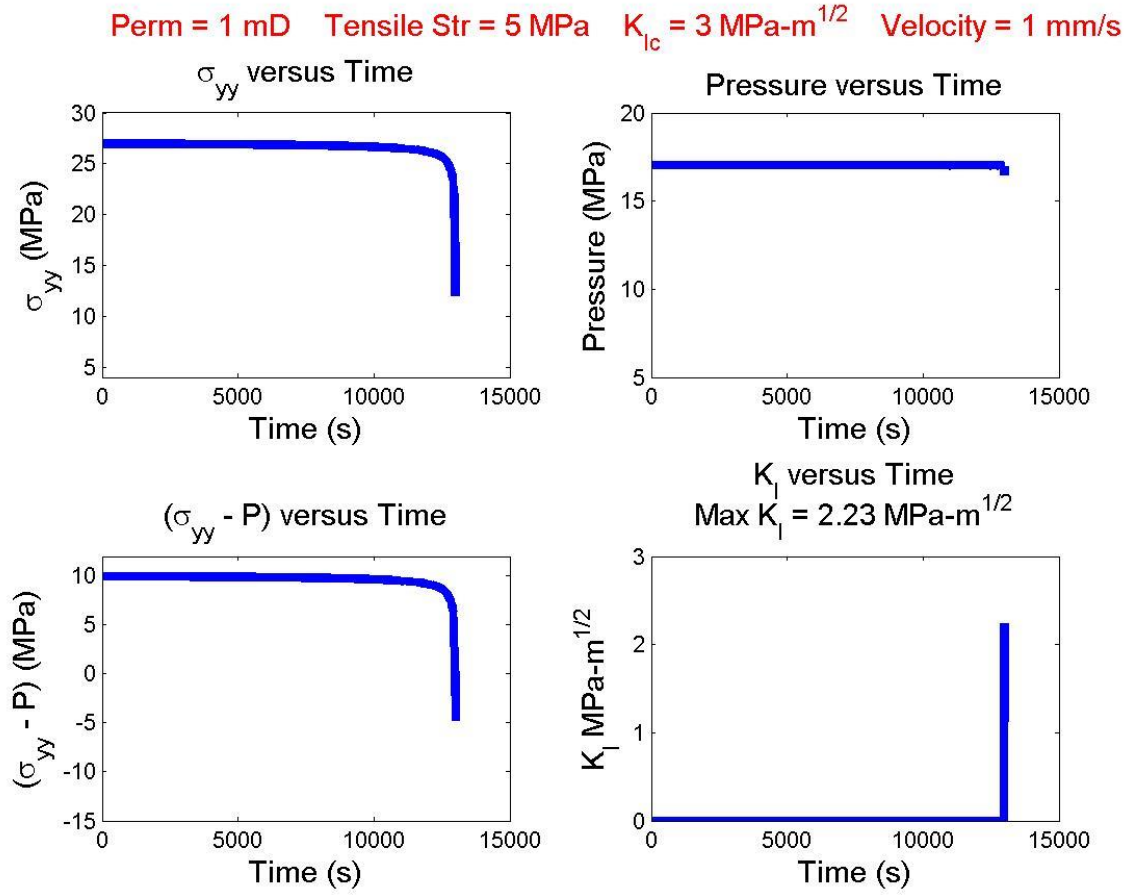 Perm = 1 mD Tensile Str = 5 MPa K_Ic = 3 MPa-m^1/2 Velocity = 1 mm/s
σ_yy versus Time
30
25
20
15
10
5
0 5000 10000 15000
σ_yy (MPa)
Time (s)
Pressure versus Time
20
15
10
5
0 5000 10000 15000
Pressure (MPa)
Time (s)
(σ_yy - P) versus Time
10
5
0
-5
-10
-15
0 5000 10000 15000
(σ_yy - P) (MPa)
Time (s)
K_I versus Time
Max K_I = 2.23 MPa-m^1/2
3
2
1
0
0 5000 10000 15000
K_I MPa-m^1/2
Time (s)